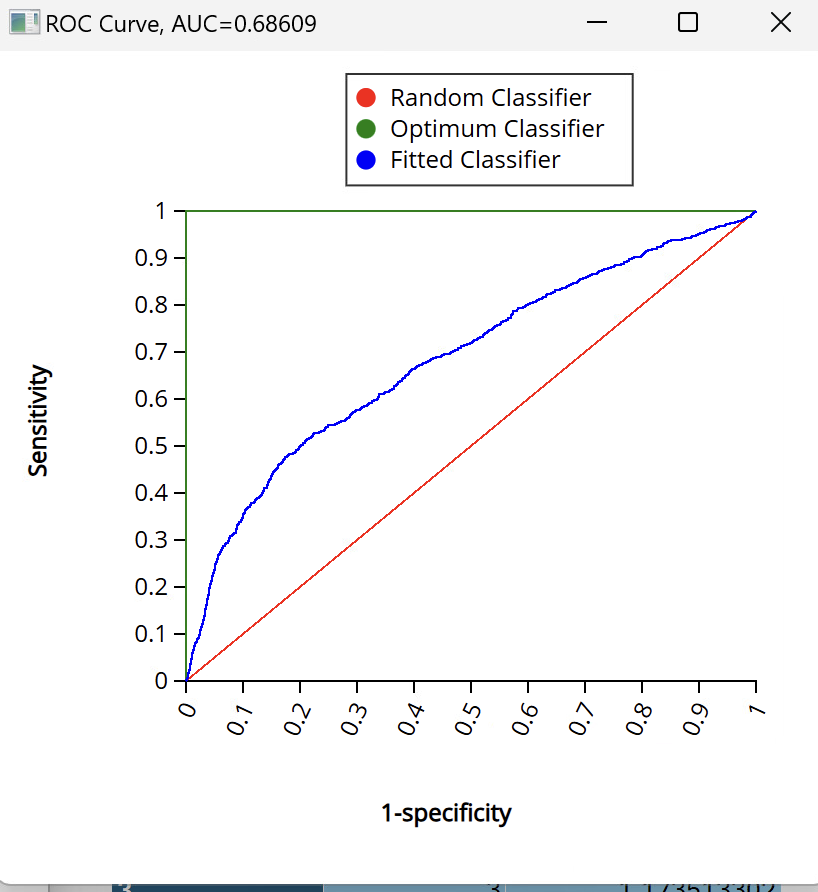 ROC Curve, AUC=0.68609
Random Classifier
Optimum Classifier
Fitted Classifier
1
0.9
0.8
0.7
0.6
0.5
0.4
0.3
0.2
0.1
0
Sensitivity
0 0.1 0.2 0.3 0.4 0.5 0.6 0.7 0.8 0.9 1
1-specificity